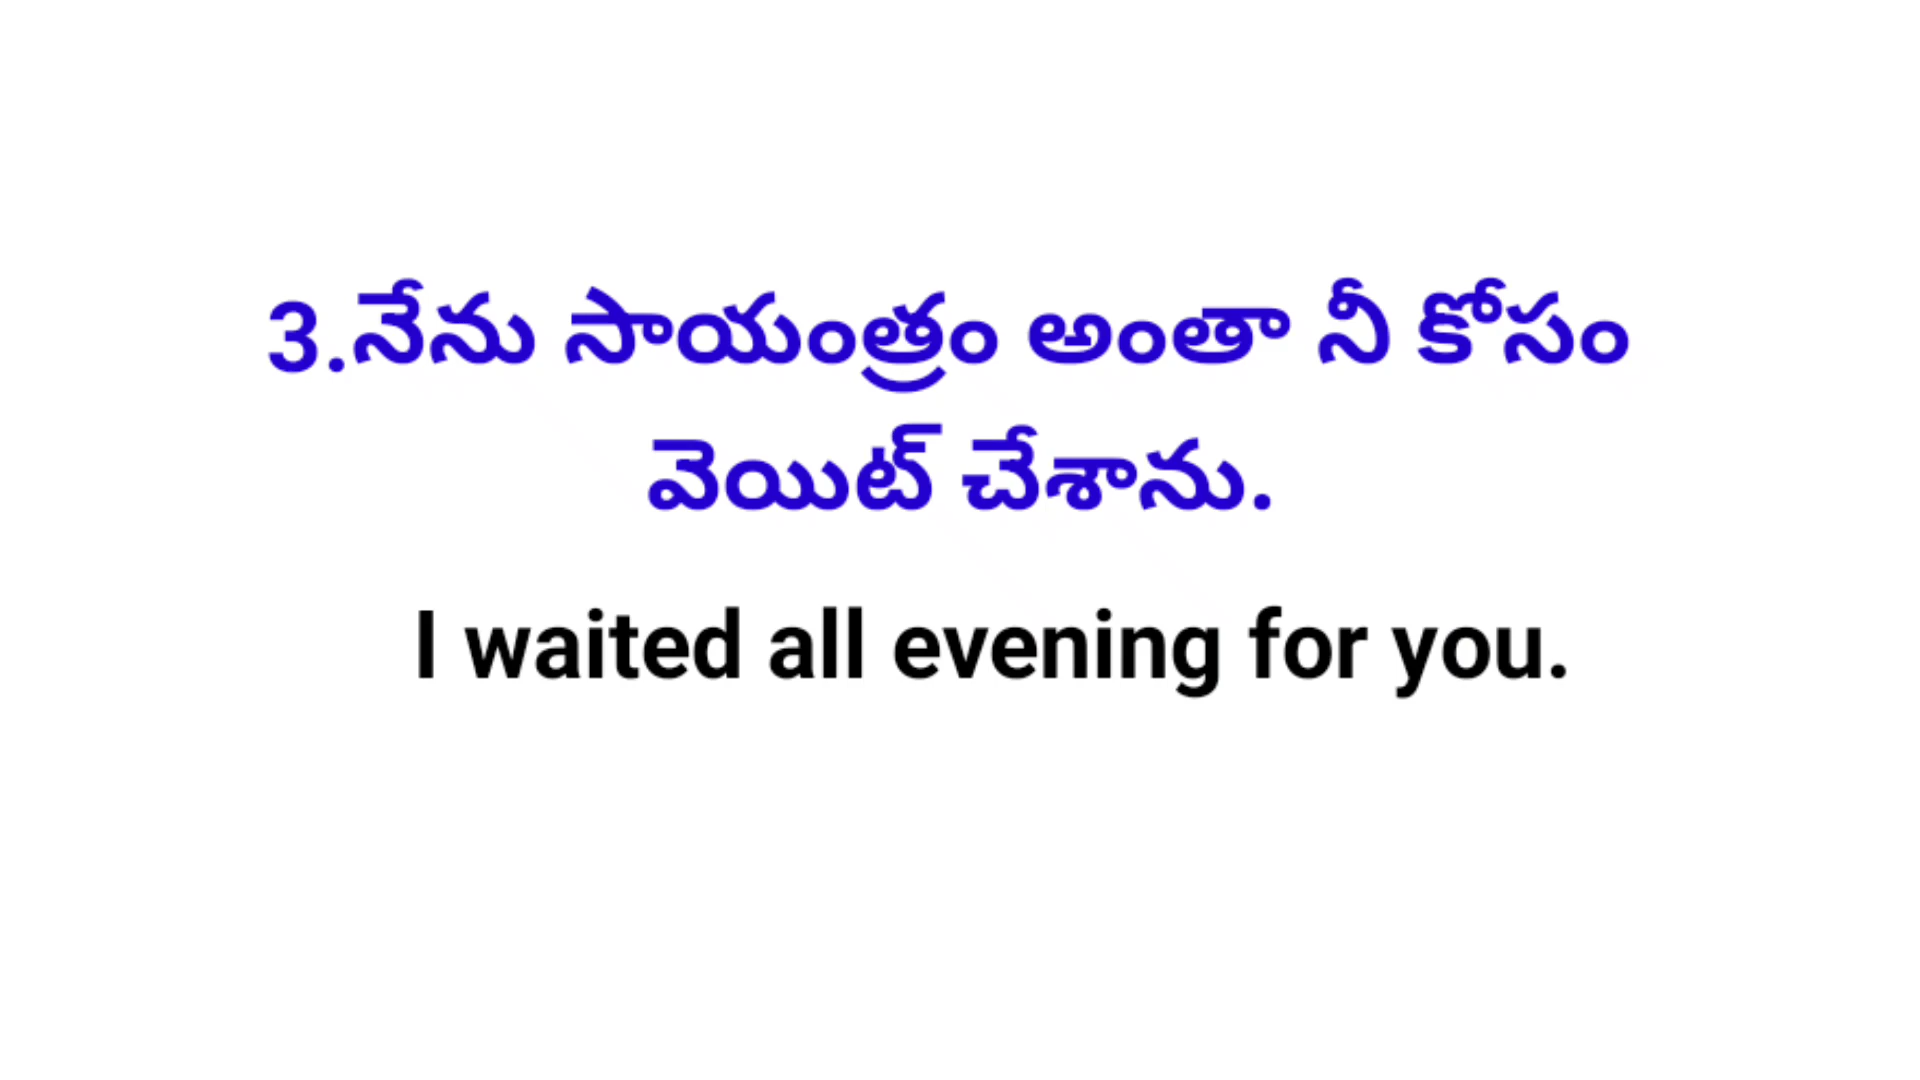 3.నేను సాయంత్రం అంతా నీ కోసం
వెయిట్ చేశాను.
I waited all evening for you.